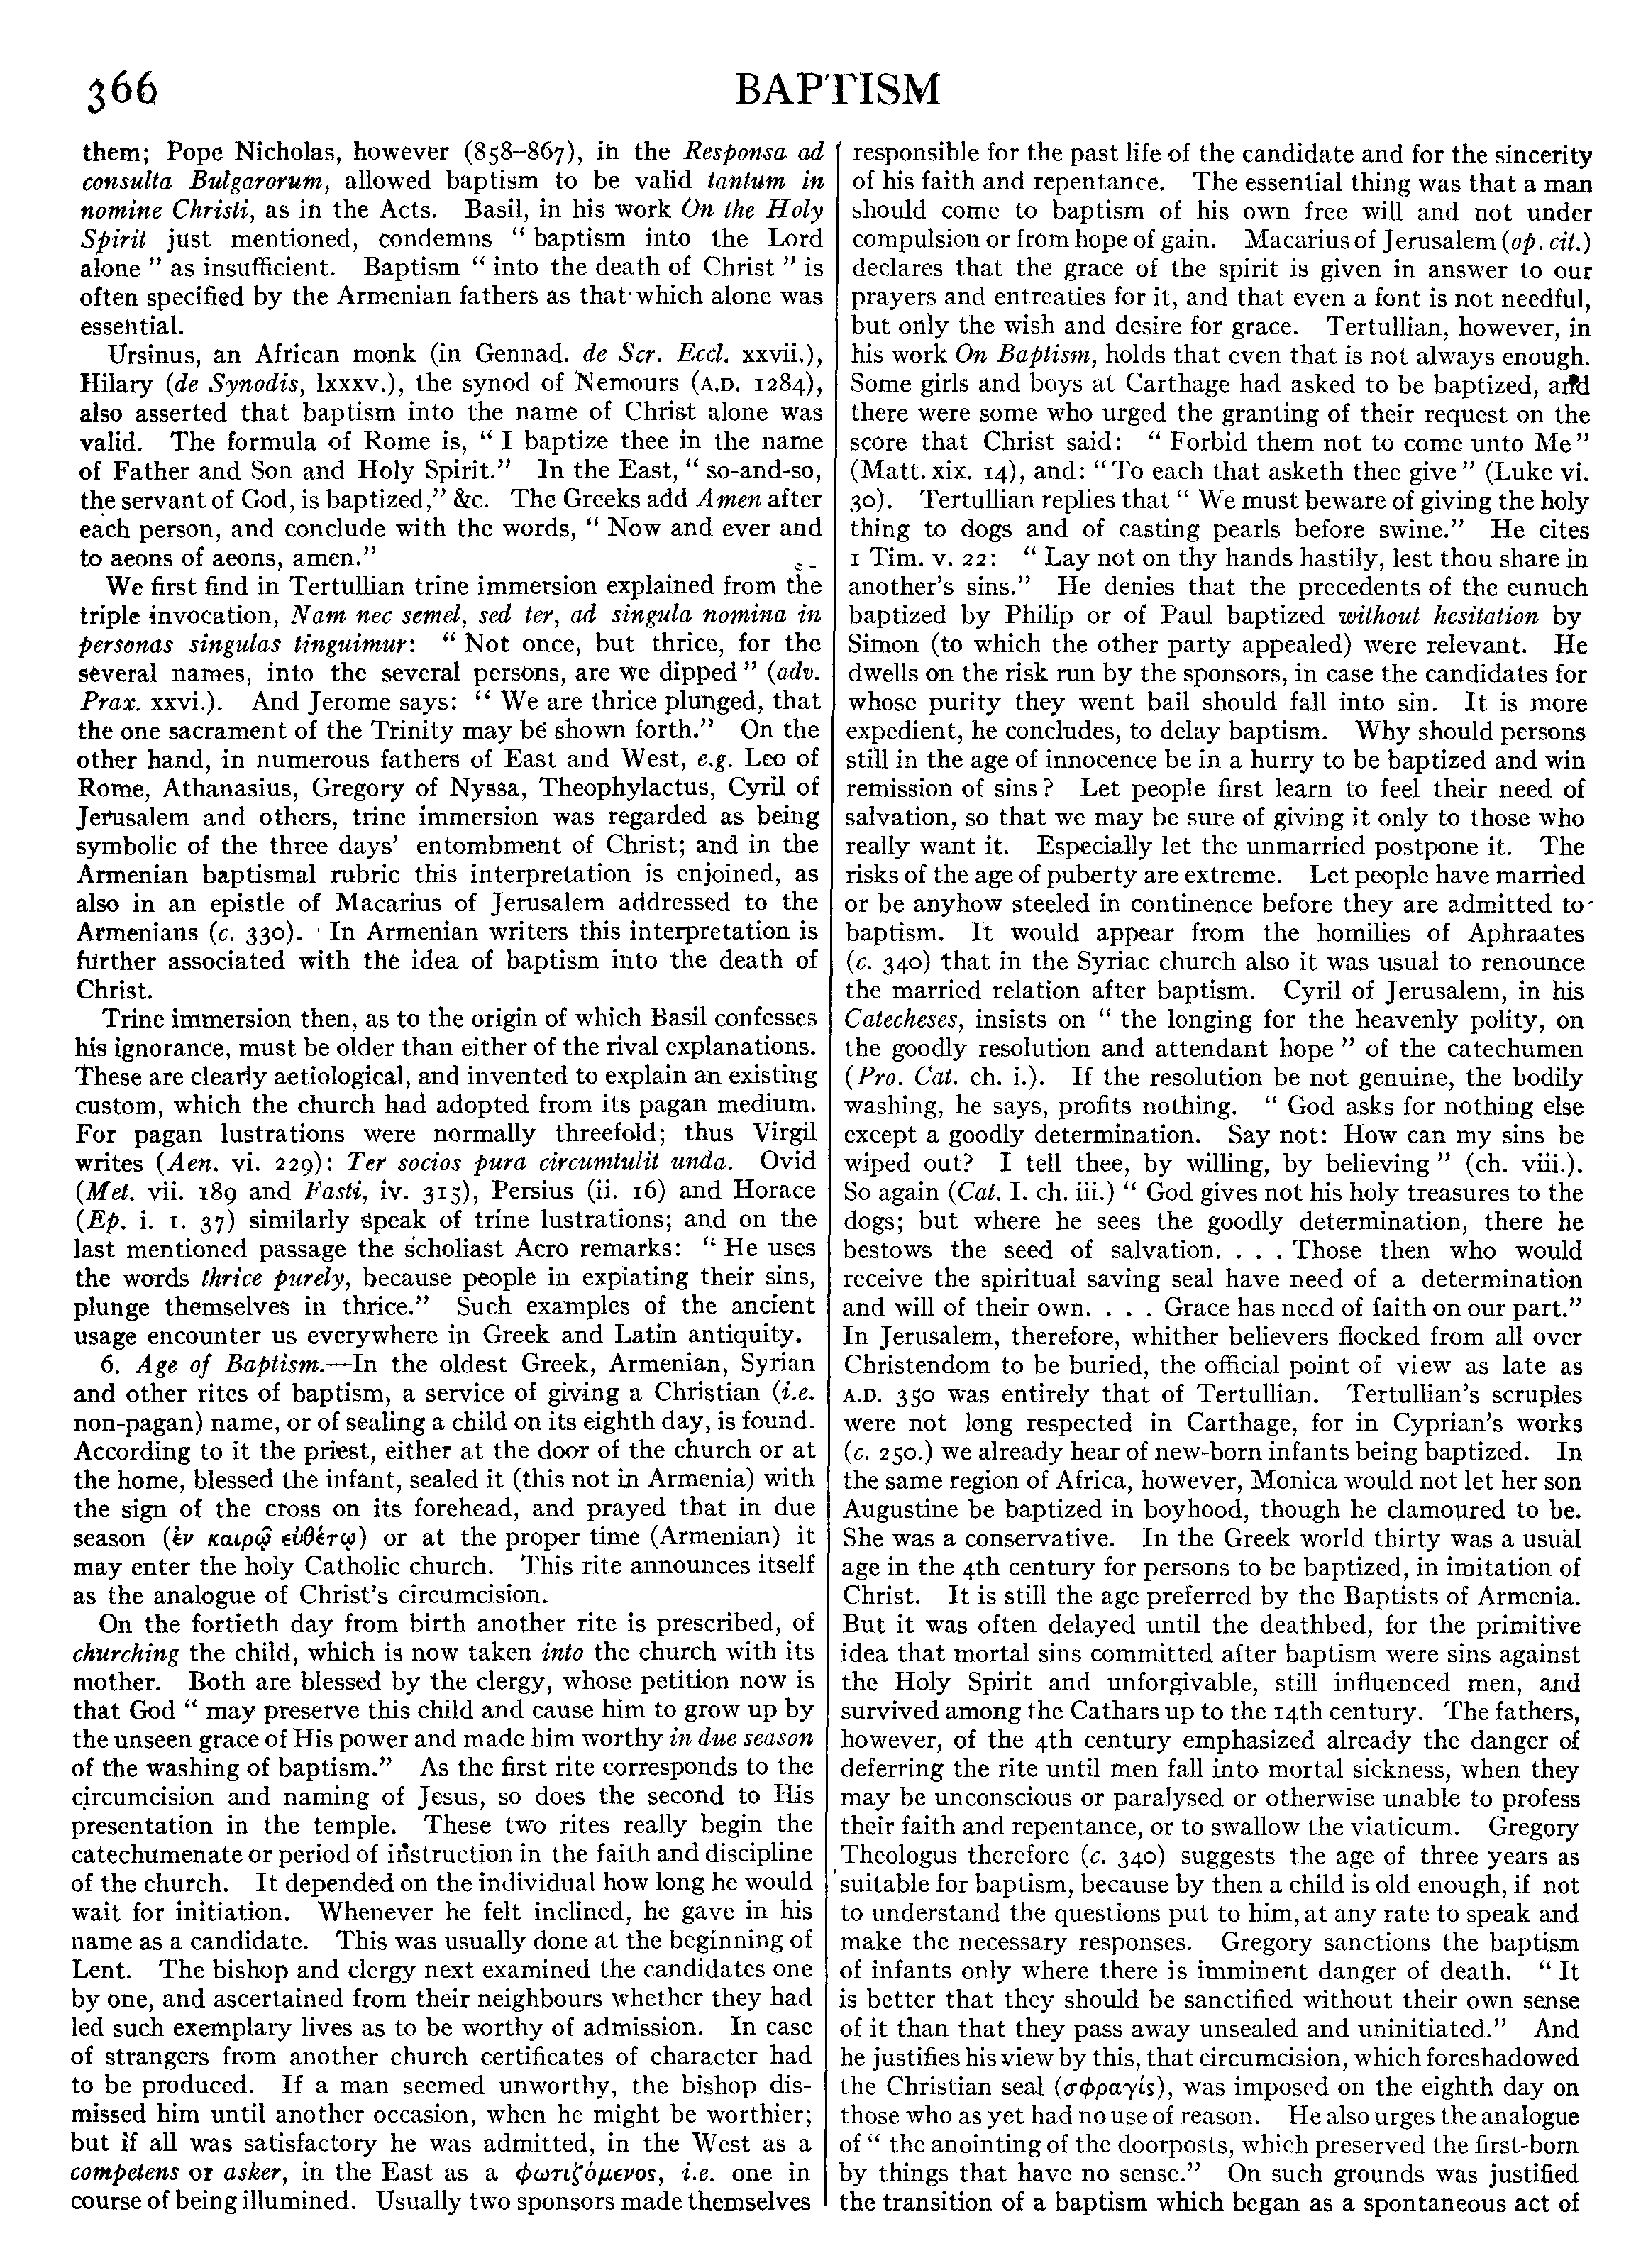 366
BAPTISM
them; Pope Nicholas, however (858–867), in the Responsa ad
consulta Bulgarorum, allowed baptism to be valid tantum in
nomine Christi, as in the Acts. Basil, in his work On the Holy
Spirit just mentioned, condemns “ baptism into the Lord
alone ” as insufficient. Baptism “ into the death of Christ ” is
often specified by the Armenian fathers as that which alone was
essential.
Ursinus, an African monk (in Gennad. de Scr. Eccl. xxvii.),
Hilary (de Synodis, lxxxv.), the synod of Nemours (A.D. 1284),
also asserted that baptism into the name of Christ alone was
valid. The formula of Rome is, “ I baptize thee in the name
of Father and Son and Holy Spirit.” In the East, “ so-and-so,
the servant of God, is baptized,” &c. The Greeks add Amen after
each person, and conclude with the words, “ Now and ever and
to aeons of aeons, amen.”
We first find in Tertullian trine immersion explained from the
triple invocation, Nam nec semel, sed ter, ad singula nomina in
personas singulas tinguimur: “ Not once, but thrice, for the
several names, into the several persons, are we dipped ” (adv.
Prax. xxvi.). And Jerome says: “ We are thrice plunged, that
the one sacrament of the Trinity may be shown forth.” On the
other hand, in numerous fathers of East and West, e.g. Leo of
Rome, Athanasius, Gregory of Nyssa, Theophylactus, Cyril of
Jerusalem and others, trine immersion was regarded as being
symbolic of the three days’ entombment of Christ; and in the
Armenian baptismal rubric this interpretation is enjoined, as
also in an epistle of Macarius of Jerusalem addressed to the
Armenians (c. 330). In Armenian writers this interpretation is
further associated with the idea of baptism into the death of
Christ.
Trine immersion then, as to the origin of which Basil confesses
his ignorance, must be older than either of the rival explanations.
These are clearly aetiological, and invented to explain an existing
custom, which the church had adopted from its pagan medium.
For pagan lustrations were normally threefold; thus Virgil
writes (Aen. vi. 229): Ter socios pura circumtulit unda. Ovid
(Met. vii. 189 and Fasti, iv. 315), Persius (ii. 16) and Horace
(Ep. i. 1. 37) similarly speak of trine lustrations; and on the
last mentioned passage the scholiast Acro remarks: “ He uses
the words thrice purely, because people in expiating their sins,
plunge themselves in thrice.” Such examples of the ancient
usage encounter us everywhere in Greek and Latin antiquity.
6. Age of Baptism.—In the oldest Greek, Armenian, Syrian
and other rites of baptism, a service of giving a Christian (i.e.
non-pagan) name, or of sealing a child on its eighth day, is found.
According to it the priest, either at the door of the church or at
the home, blessed the infant, sealed it (this not in Armenia) with
the sign of the cross on its forehead, and prayed that in due
season (ἐν καιρῷ εὐθέτῳ) or at the proper time (Armenian) it
may enter the holy Catholic church. This rite announces itself
as the analogue of Christ’s circumcision.
On the fortieth day from birth another rite is prescribed, of
churching the child, which is now taken into the church with its
mother. Both are blessed by the clergy, whose petition now is
that God “ may preserve this child and cause him to grow up by
the unseen grace of His power and made him worthy in due season
of the washing of baptism.” As the first rite corresponds to the
circumcision and naming of Jesus, so does the second to His
presentation in the temple. These two rites really begin the
catechumenate or period of instruction in the faith and discipline
of the church. It depended on the individual how long he would
wait for initiation. Whenever he felt inclined, he gave in his
name as a candidate. This was usually done at the beginning of
Lent. The bishop and clergy next examined the candidates one
by one, and ascertained from their neighbours whether they had
led such exemplary lives as to be worthy of admission. In case
of strangers from another church certificates of character had
to be produced. If a man seemed unworthy, the bishop dis-
missed him until another occasion, when he might be worthier;
but if all was satisfactory he was admitted, in the West as a
competens or asker, in the East as a φωτιζόμενος, i.e. one in
course of being illumined. Usually two sponsors made themselves
responsible for the past life of the candidate and for the sincerity
of his faith and repentance. The essential thing was that a man
should come to baptism of his own free will and not under
compulsion or from hope of gain. Macarius of Jerusalem (op. cit.)
declares that the grace of the spirit is given in answer to our
prayers and entreaties for it, and that even a font is not needful,
but only the wish and desire for grace. Tertullian, however, in
his work On Baptism, holds that even that is not always enough.
Some girls and boys at Carthage had asked to be baptized, and
there were some who urged the granting of their request on the
score that Christ said: “ Forbid them not to come unto Me”
(Matt. xix. 14), and: “ To each that asketh thee give ” (Luke vi.
30). Tertullian replies that “ We must beware of giving the holy
thing to dogs and of casting pearls before swine.” He cites
1 Tim. v. 22: “ Lay not on thy hands hastily, lest thou share in
another’s sins.” He denies that the precedents of the eunuch
baptized by Philip or of Paul baptized without hesitation by
Simon (to which the other party appealed) were relevant. He
dwells on the risk run by the sponsors, in case the candidates for
whose purity they went bail should fall into sin. It is more
expedient, he concludes, to delay baptism. Why should persons
still in the age of innocence be in a hurry to be baptized and win
remission of sins? Let people first learn to feel their need of
salvation, so that we may be sure of giving it only to those who
really want it. Especially let the unmarried postpone it. The
risks of the age of puberty are extreme. Let people have married
or be anyhow steeled in continence before they are admitted to
baptism. It would appear from the homilies of Aphraates
(c. 340) that in the Syriac church also it was usual to renounce
the married relation after baptism. Cyril of Jerusalem, in his
Catecheses, insists on “ the longing for the heavenly polity, on
the goodly resolution and attendant hope ” of the catechumen
(Pro. Cat. ch. i.). If the resolution be not genuine, the bodily
washing, he says, profits nothing. “ God asks for nothing else
except a goodly determination. Say not: How can my sins be
wiped out? I tell thee, by willing, by believing ” (ch. viii.).
So again (Cat. I. ch. iii.) “ God gives not his holy treasures to the
dogs; but where he sees the goodly determination, there he
bestows the seed of salvation. . . . Those then who would
receive the spiritual saving seal have need of a determination
and will of their own. . . . Grace has need of faith on our part.”
In Jerusalem, therefore, whither believers flocked from all over
Christendom to be buried, the official point of view as late as
A.D. 350 was entirely that of Tertullian. Tertullian’s scruples
were not long respected in Carthage, for in Cyprian’s works
(c. 250.) we already hear of new-born infants being baptized. In
the same region of Africa, however, Monica would not let her son
Augustine be baptized in boyhood, though he clamoured to be.
She was a conservative. In the Greek world thirty was a usual
age in the 4th century for persons to be baptized, in imitation of
Christ. It is still the age preferred by the Baptists of Armenia.
But it was often delayed until the deathbed, for the primitive
idea that mortal sins committed after baptism were sins against
the Holy Spirit and unforgivable, still influenced men, and
survived among the Cathars up to the 14th century. The fathers,
however, of the 4th century emphasized already the danger of
deferring the rite until men fall into mortal sickness, when they
may be unconscious or paralysed or otherwise unable to profess
their faith and repentance, or to swallow the viaticum. Gregory
Theologus therefore (c. 340) suggests the age of three years as
suitable for baptism, because by then a child is old enough, if not
to understand the questions put to him, at any rate to speak and
make the necessary responses. Gregory sanctions the baptism
of infants only where there is imminent danger of death. “ It
is better that they should be sanctified without their own sense
of it than that they pass away unsealed and uninitiated.” And
he justifies his view by this, that circumcision, which foreshadowed
the Christian seal (σφραγίς), was imposed on the eighth day on
those who as yet had no use of reason. He also urges the analogue
of “ the anointing of the doorposts, which preserved the first-born
by things that have no sense.” On such grounds was justified
the transition of a baptism which began as a spontaneous act of